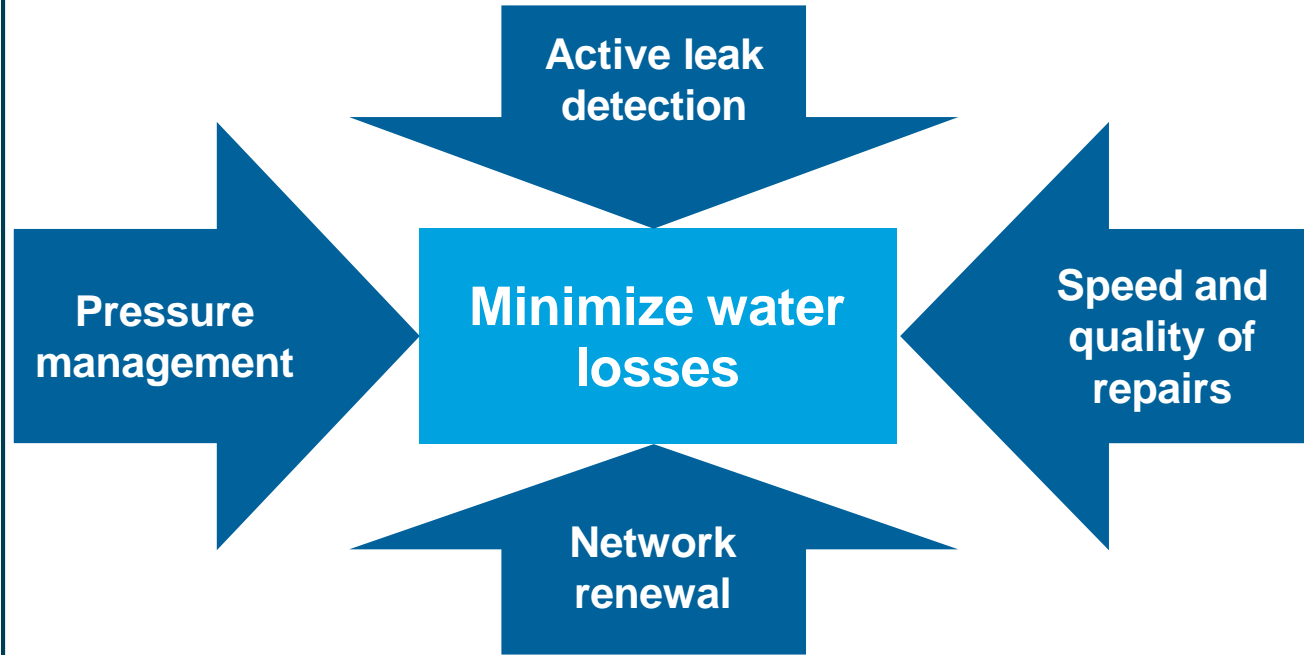 Active leak
detection
Pressure
management
Minimize water
losses
Speed and
quality of
repairs
Network
renewal